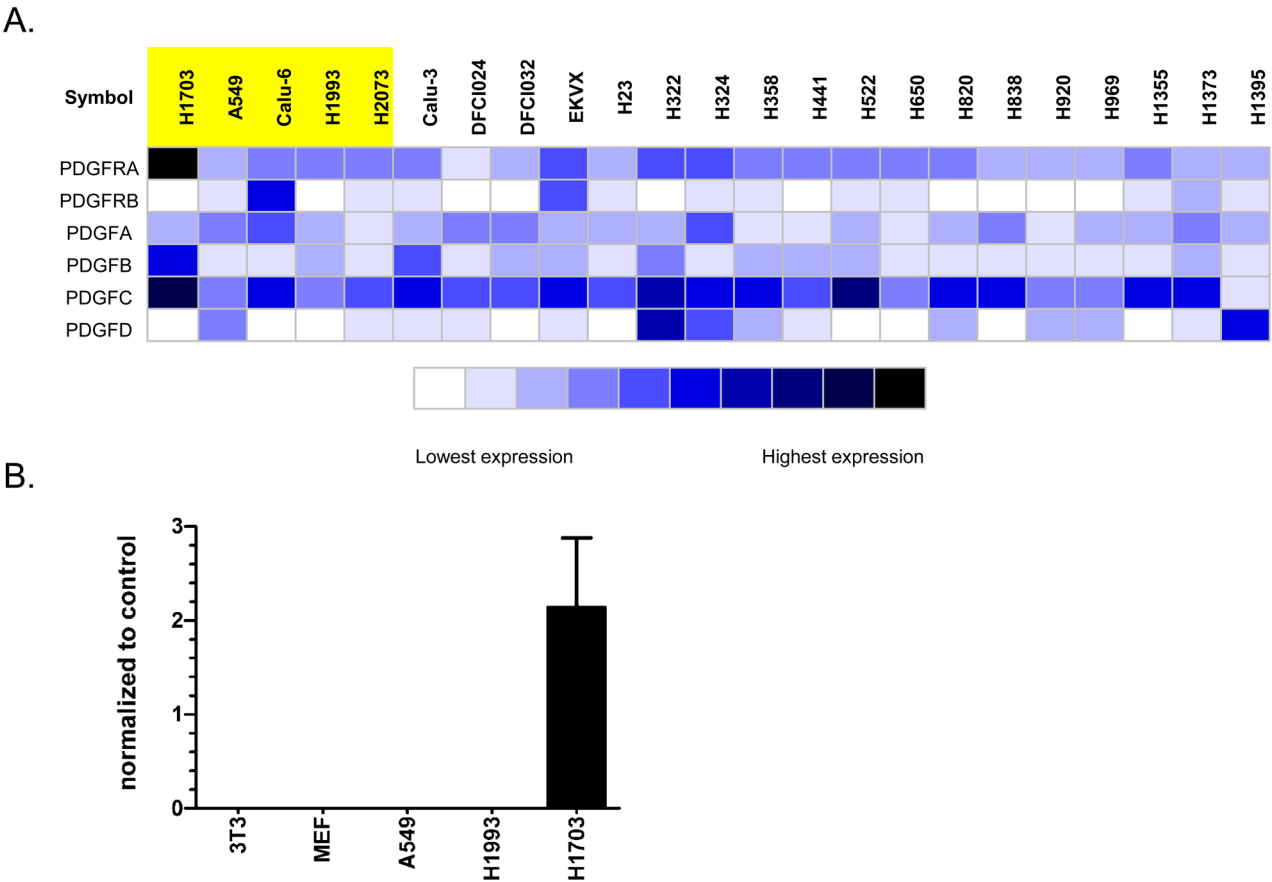 A.
Symbol H1703 A549 Calu-6 H1993 H2073 Calu-3 DFCI024 DFCI032 EKVX H23 H322 H324 H358 H441 H522 H650 H820 H838 H920 H969 H1355 H1373 H1395
PDGFRA
PDGFRB
PDGFA
PDGFB
PDGFC
PDGFD
Lowest expression Highest expression
B.
normalized to control
3
2
1
0
3T3 MEF A549 H1993 H1703